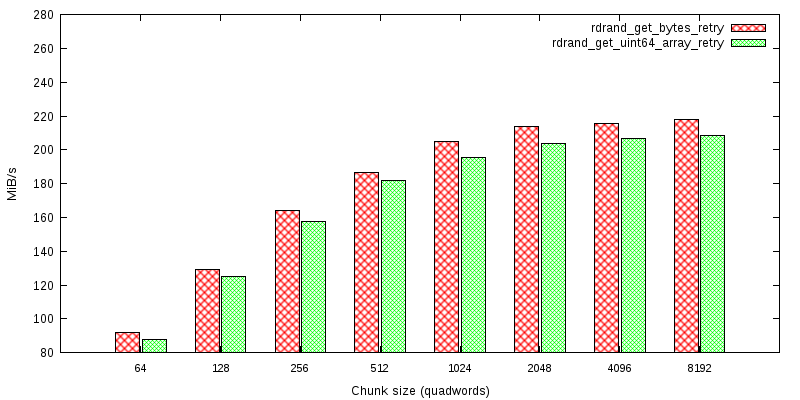 280
260
240
220
200
180
160
140
120
100
80
MiB/s
rdrand_get_bytes_retry
rdrand_get_uint64_array_retry
64 128 256 512 1024 2048 4096 8192
Chunk size (quadwords)